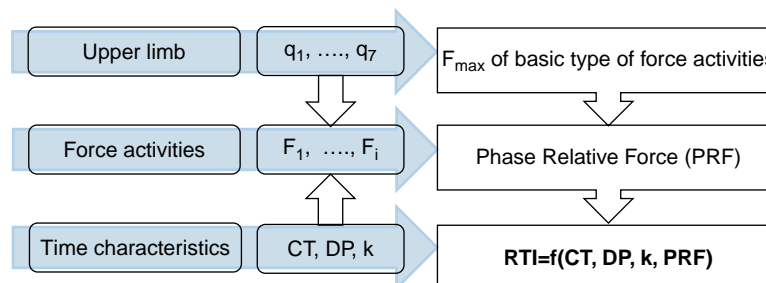 Upper limb
q1, …., q7
Fmax of basic type of force activities
Force activities
F1, …., Fi
Phase Relative Force (PRF)
Time characteristics
CT, DP, k
RTI=f(CT, DP, k, PRF)